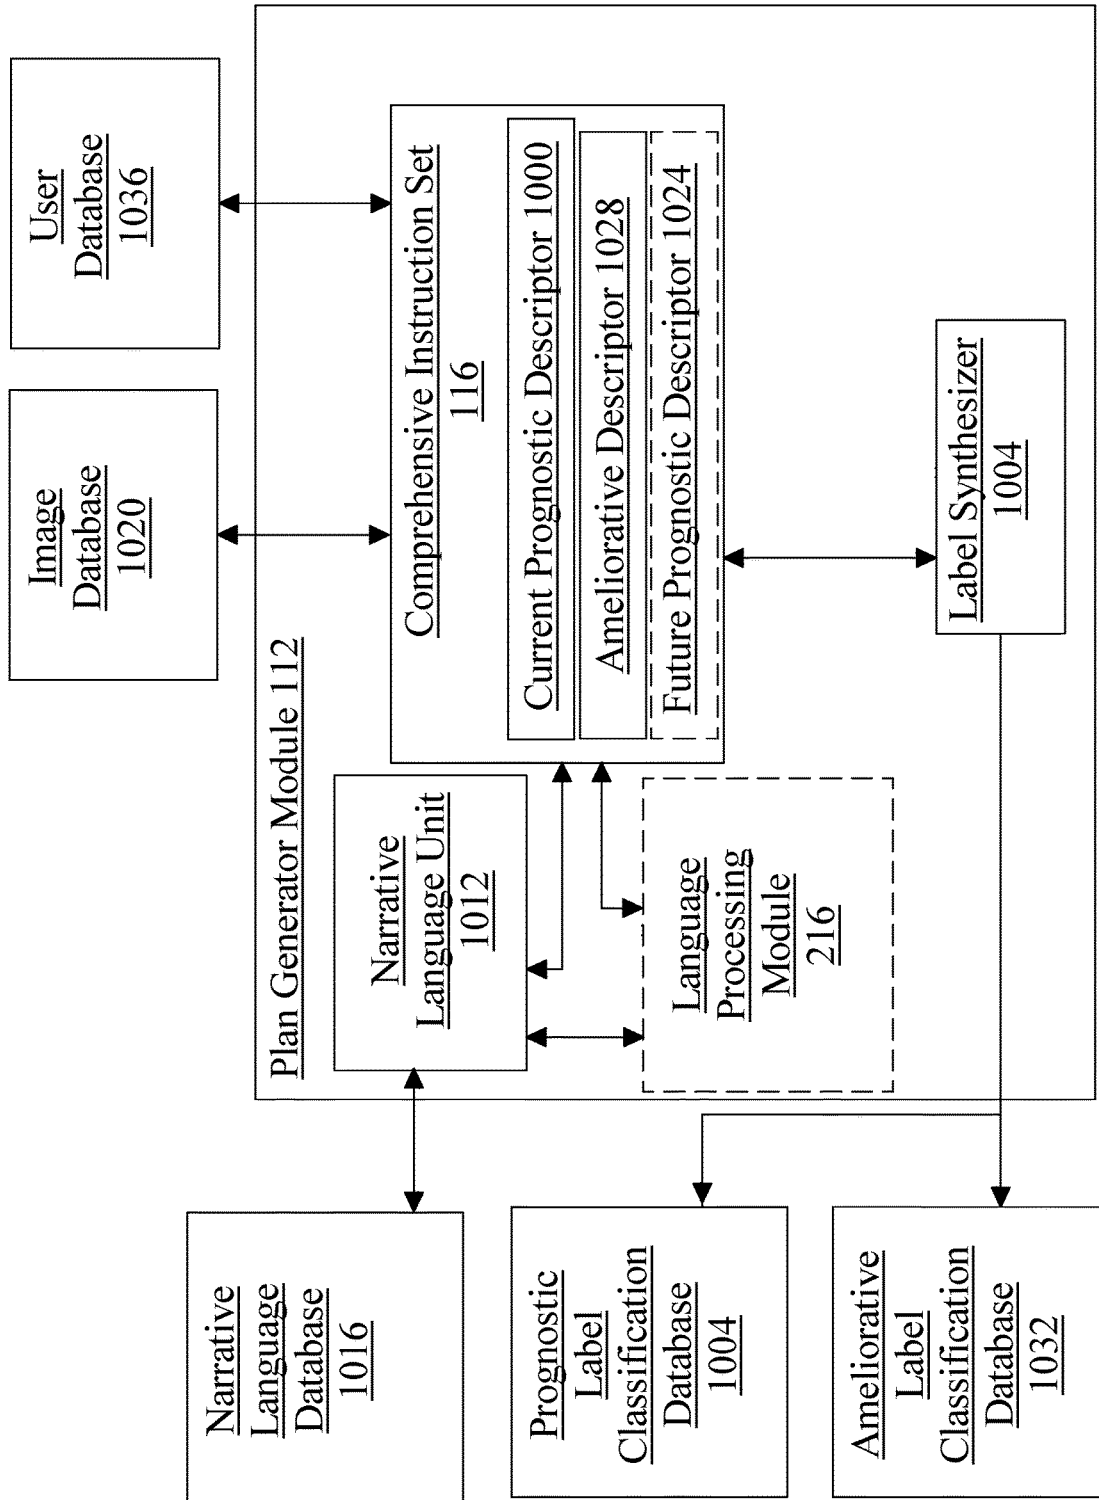 Narrative
Language
Database
1016
Prognostic
Label
Classification
Database
1004
Ameliorative
Label
Classification
Database
1032
Plan Generator Module 112
Narrative
Language Unit
1012
Language
Processing
Module
216
Comprehensive Instruction Set
116
Current Prognostic Descriptor 1000
Ameliorative Descriptor 1028
Future Prognostic Descriptor 1024
Label Synthesizer
1004
Image
Database
1020
User
Database
1036